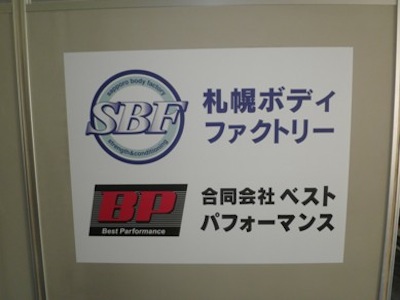 sapporo body factory
SBF
strength&conditioning
札幌ボディ
ファクトリー
BP
Best Parformance
合同会社 ベスト
パフォーマンス